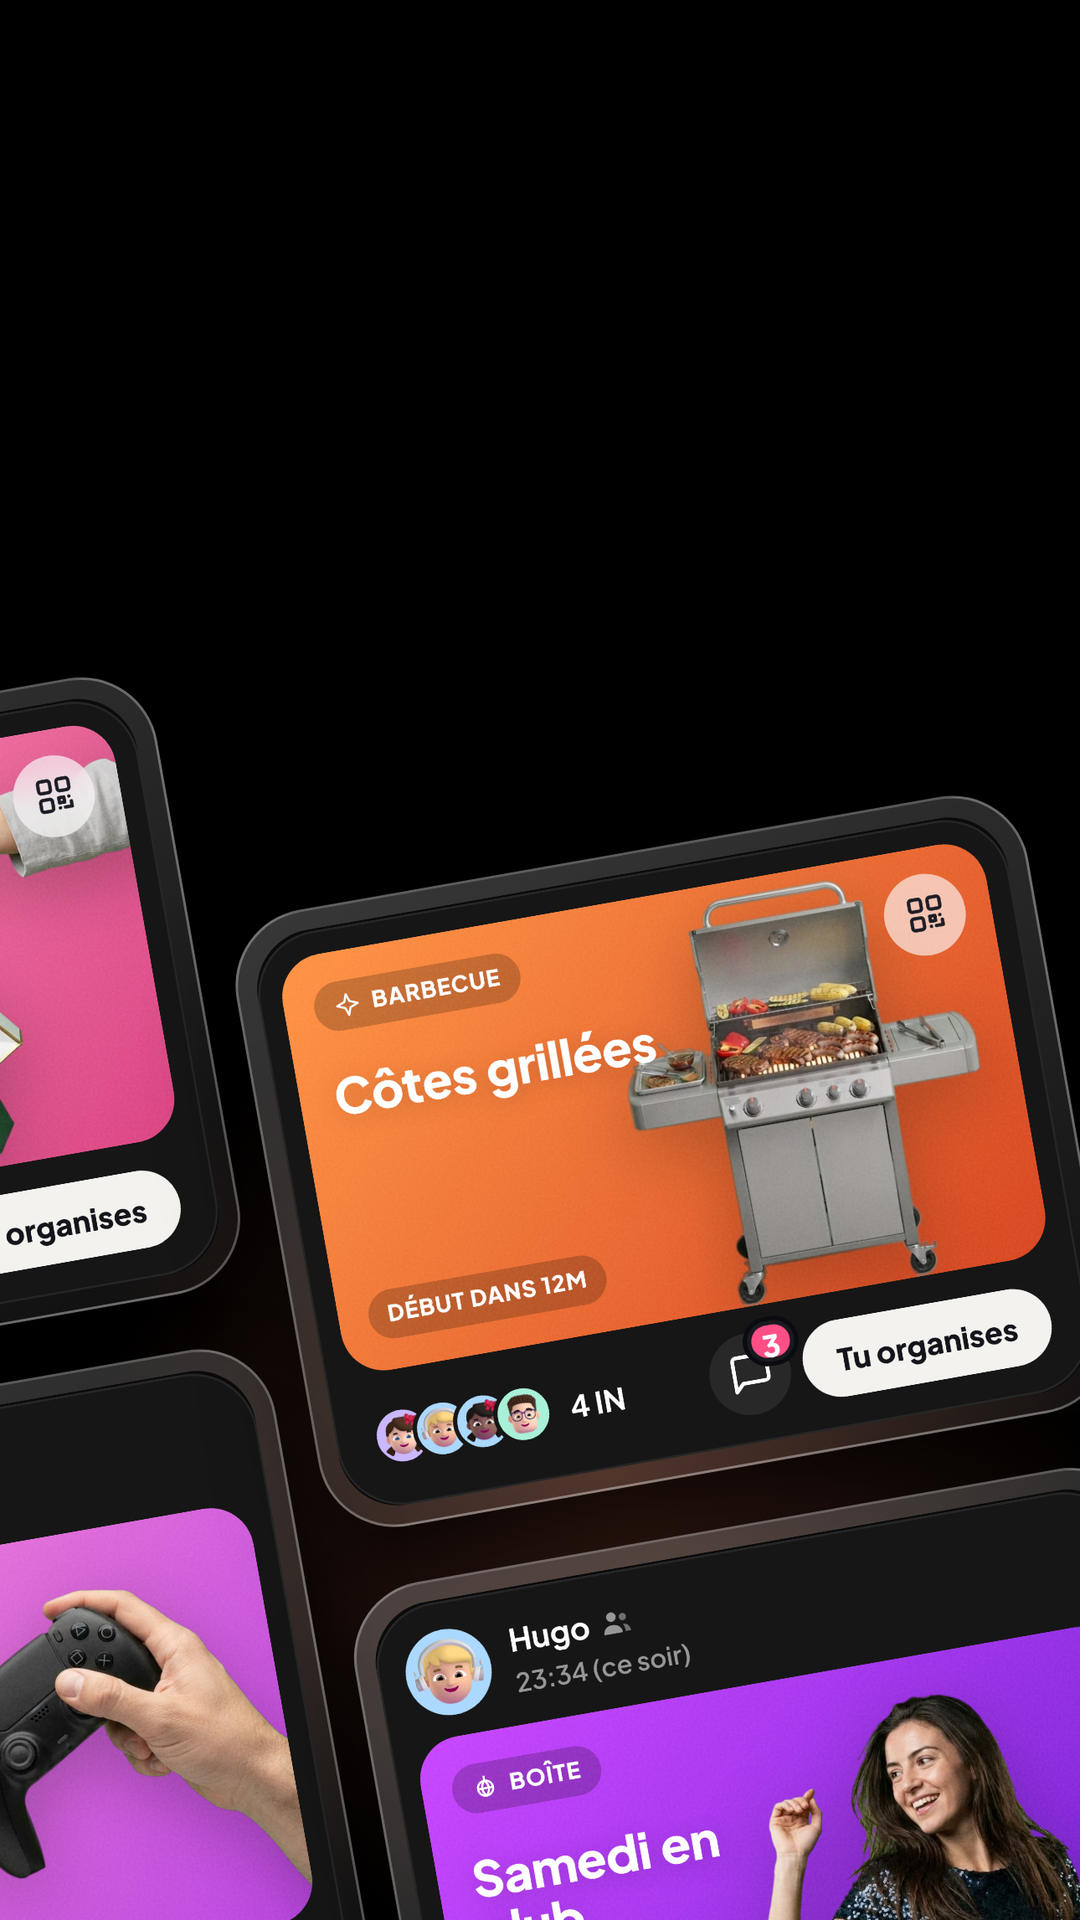 BARBECUE
Côtes grillées
DÉBUT DANS 12M
organises
4 IN
3
Tu organises
Hugo
23:34 (ce soir)
BOÎTE
Samedi en
club